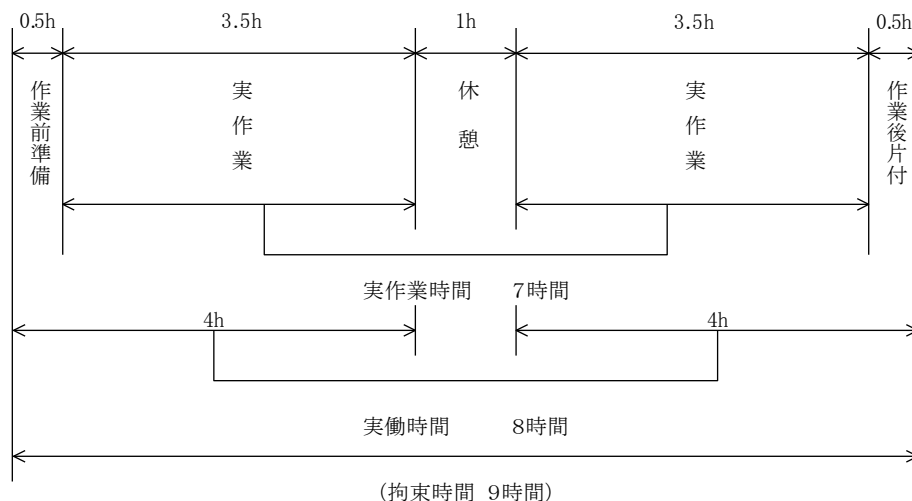 0.5h 3.5h 1h 3.5h 0.5h
作業前準備
実作業
休憩
実作業
作業後片付
実作業時間 7時間
4h 4h
実働時間 8時間
(拘束時間 9時間)